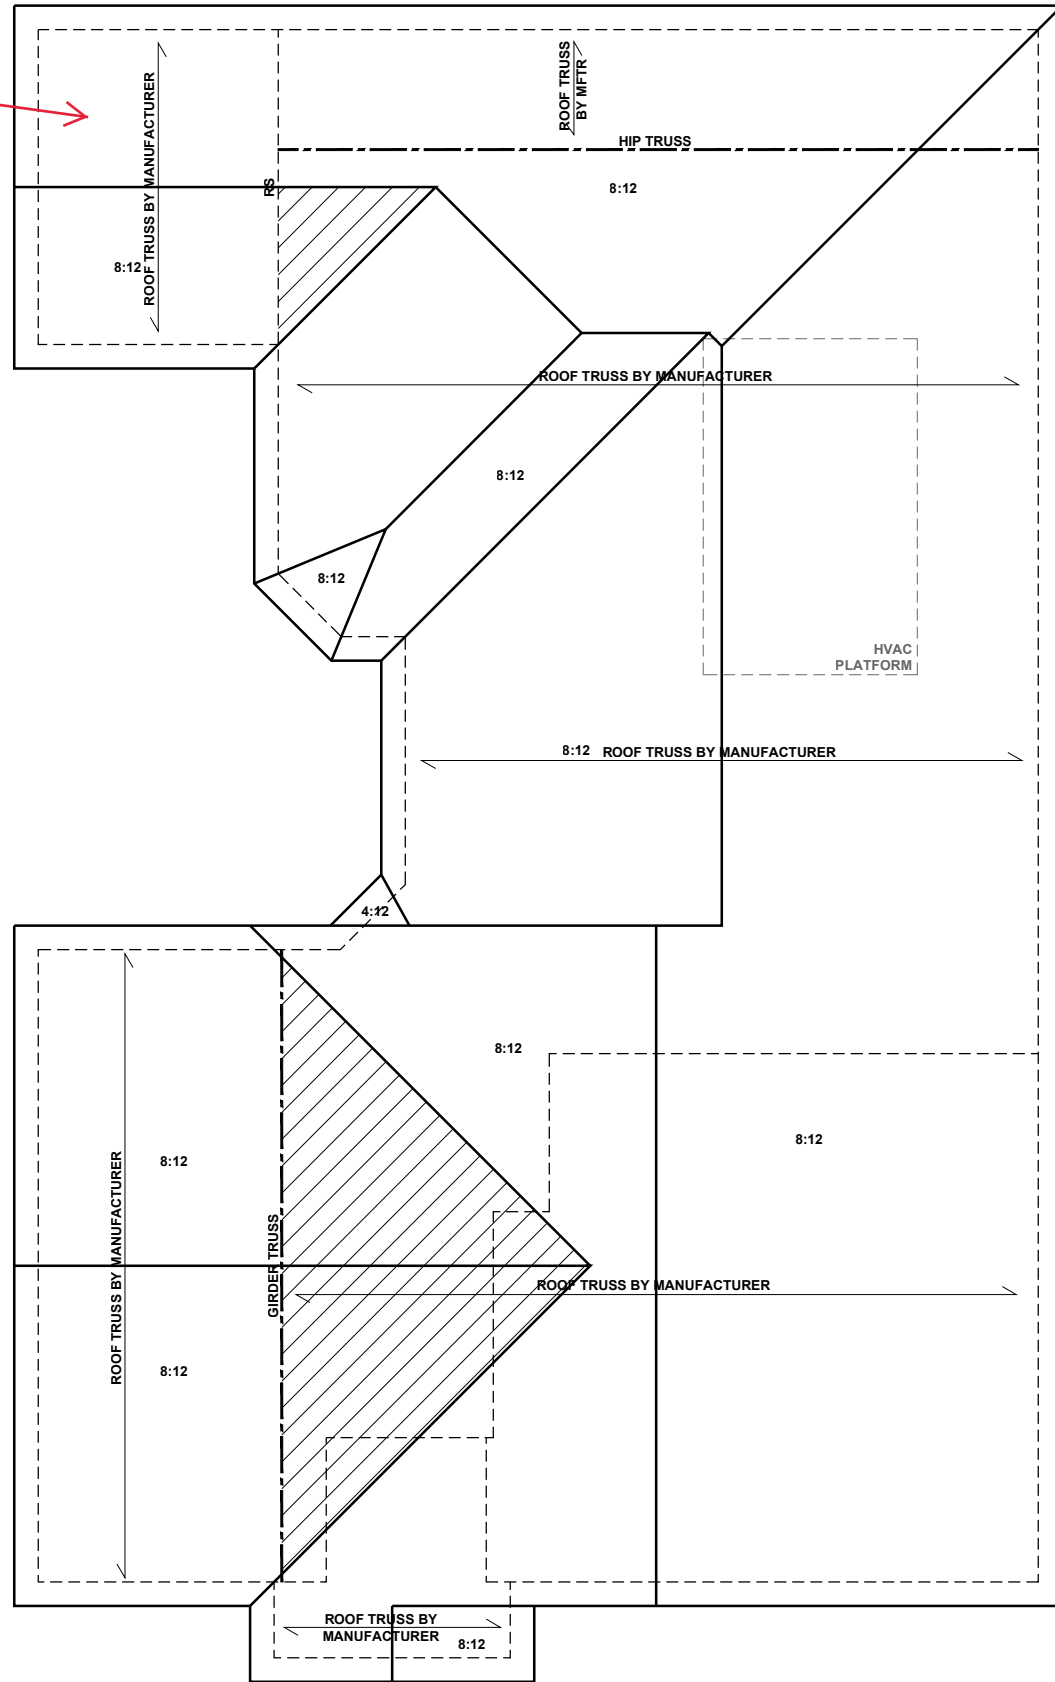 ROOF TRUSS BY MANUFACTURER
ROOF TRUSS
BY MFTR
HIP TRUSS
RS
8:12
8:12
ROOF TRUSS BY MANUFACTURER
8:12
8:12
HVAC
PLATFORM
8:12
ROOF TRUSS BY MANUFACTURER
4:12
8:12
8:12
8:12
ROOF TRUSS BY MANUFACTURER
GIRDER TRUSS
ROOF TRUSS BY MANUFACTURER
8:12
ROOF TRUSS BY
MANUFACTURER
8:12